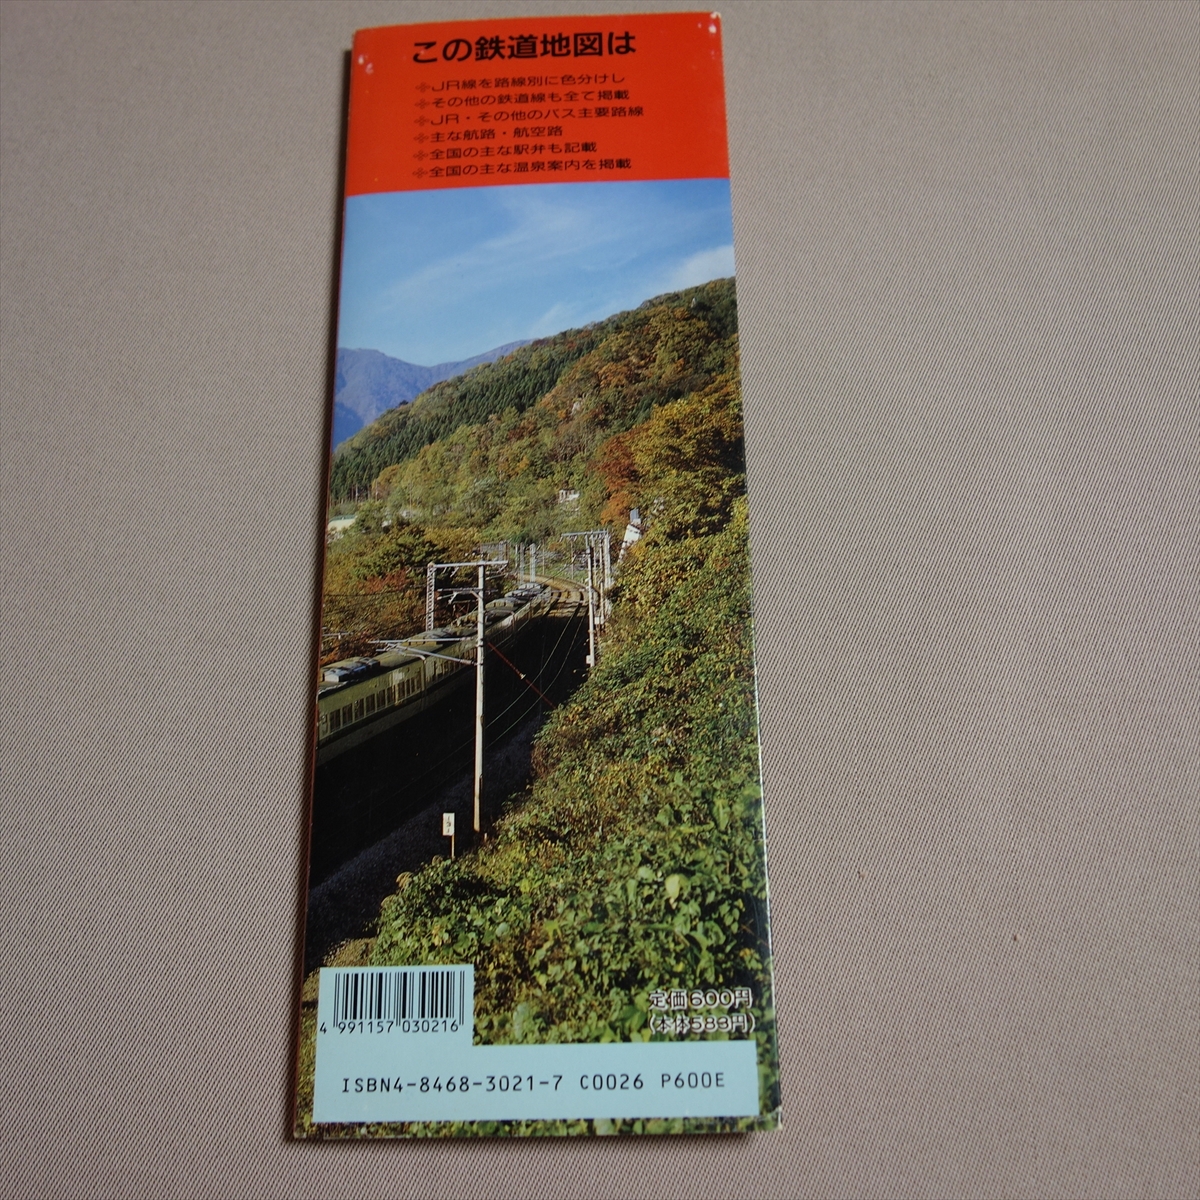 この鉄道地図は
✢JR線を路線別に色分けし
✢その他の鉄道線も全て掲載
✢JR・その他のバス主要路線
✢主な航路・航空路
✢全国の主な駅弁も記載
✢全国の主な温泉案内を掲載
定価600円
(本体583円)
4 991157 030216
ISBN4-8468-3021-7 C0026 P600E